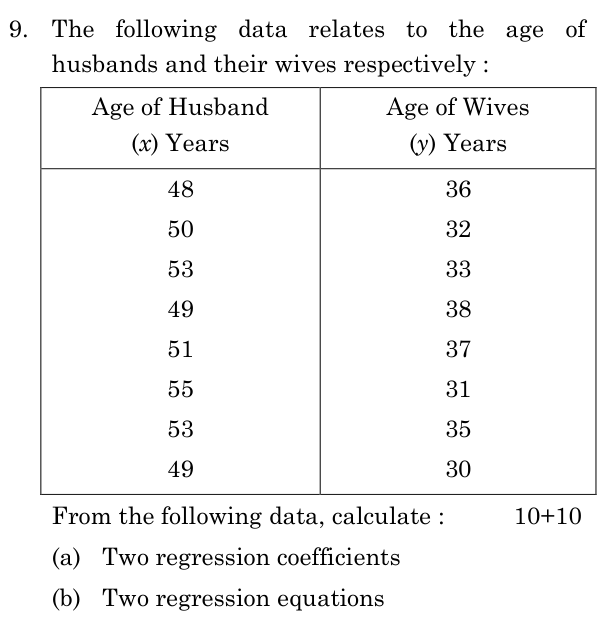 9. The following data relates to the age of
husbands and their wives respectively :
Age of Husband Age of Wives
(x) Years (y) Years
48 36
50 32
53 33
49 38
51 37
55 31
53 35
49 30
From the following data, calculate : 10+10
(a) Two regression coefficients
(b) Two regression equations